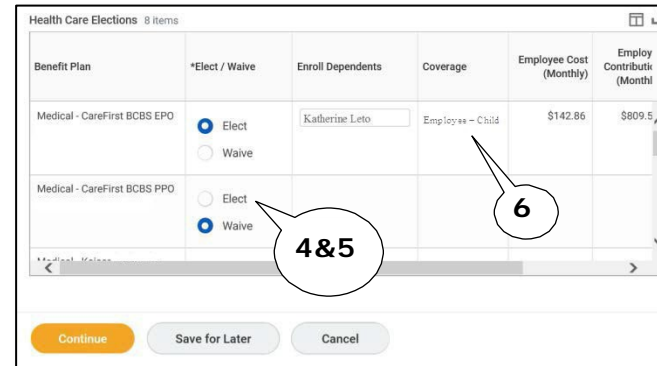 Health Care Elections 8 items
Benefit Plan *Elect / Waive Enroll Dependents Coverage Employee Cost (Monthly) Employ Contributic (Monthl
Medical - CareFirst BCBS EPO Elect Katherine Leto Employee – Child $142.86 $809.5
Waive
Medical - CareFirst BCBS PPO Elect
Waive
6
4&5
Continue Save for Later Cancel